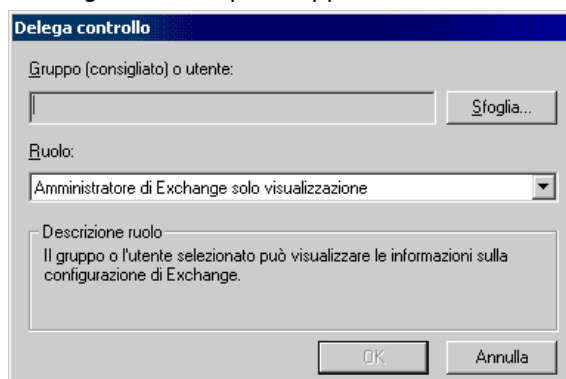 Delega controllo
Gruppo (consigliato) o utente:
Sfoglia...
Ruolo:
Amministratore di Exchange solo visualizzazione
Descrizione ruolo
Il gruppo o l'utente selezionato può visualizzare le informazioni sulla
configurazione di Exchange.
OK
Annulla